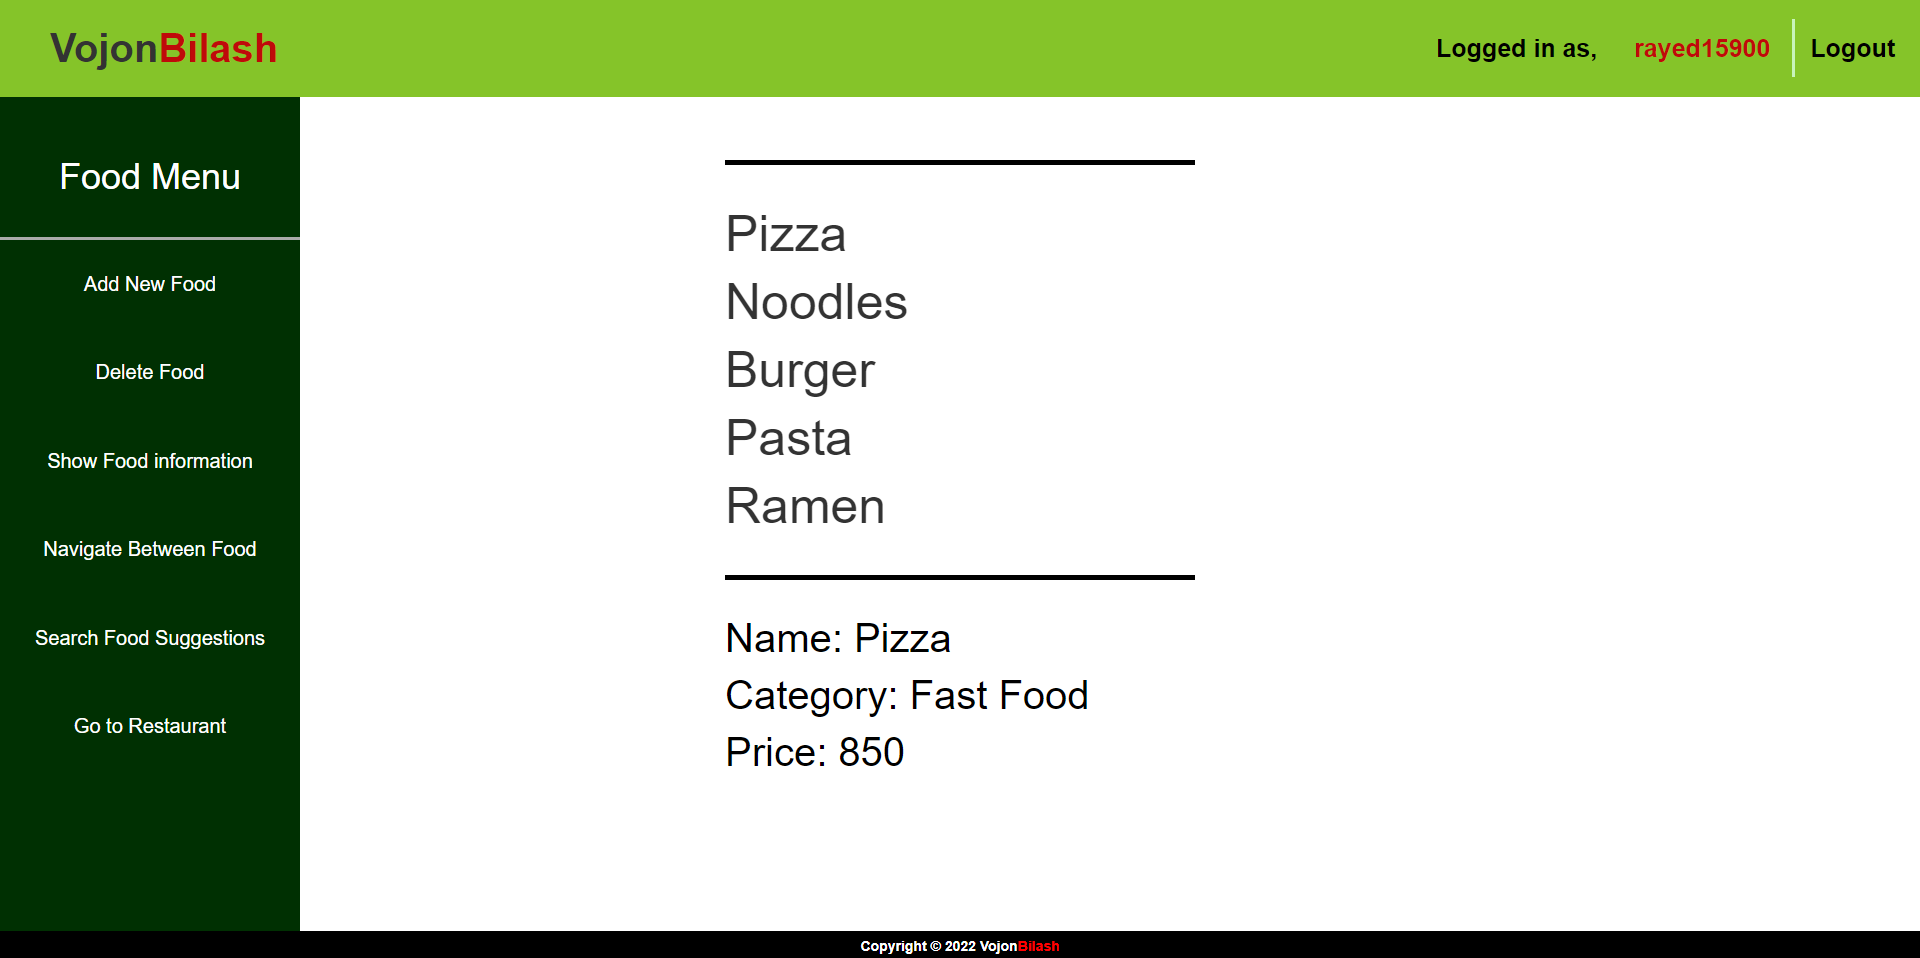 VojonBilash
Logged in as, rayed15900 Logout
Food Menu
Add New Food
Delete Food
Show Food information
Navigate Between Food
Search Food Suggestions
Go to Restaurant
Pizza
Noodles
Burger
Pasta
Ramen
Name: Pizza
Category: Fast Food
Price: 850
Copyright © 2022 VojonBilash